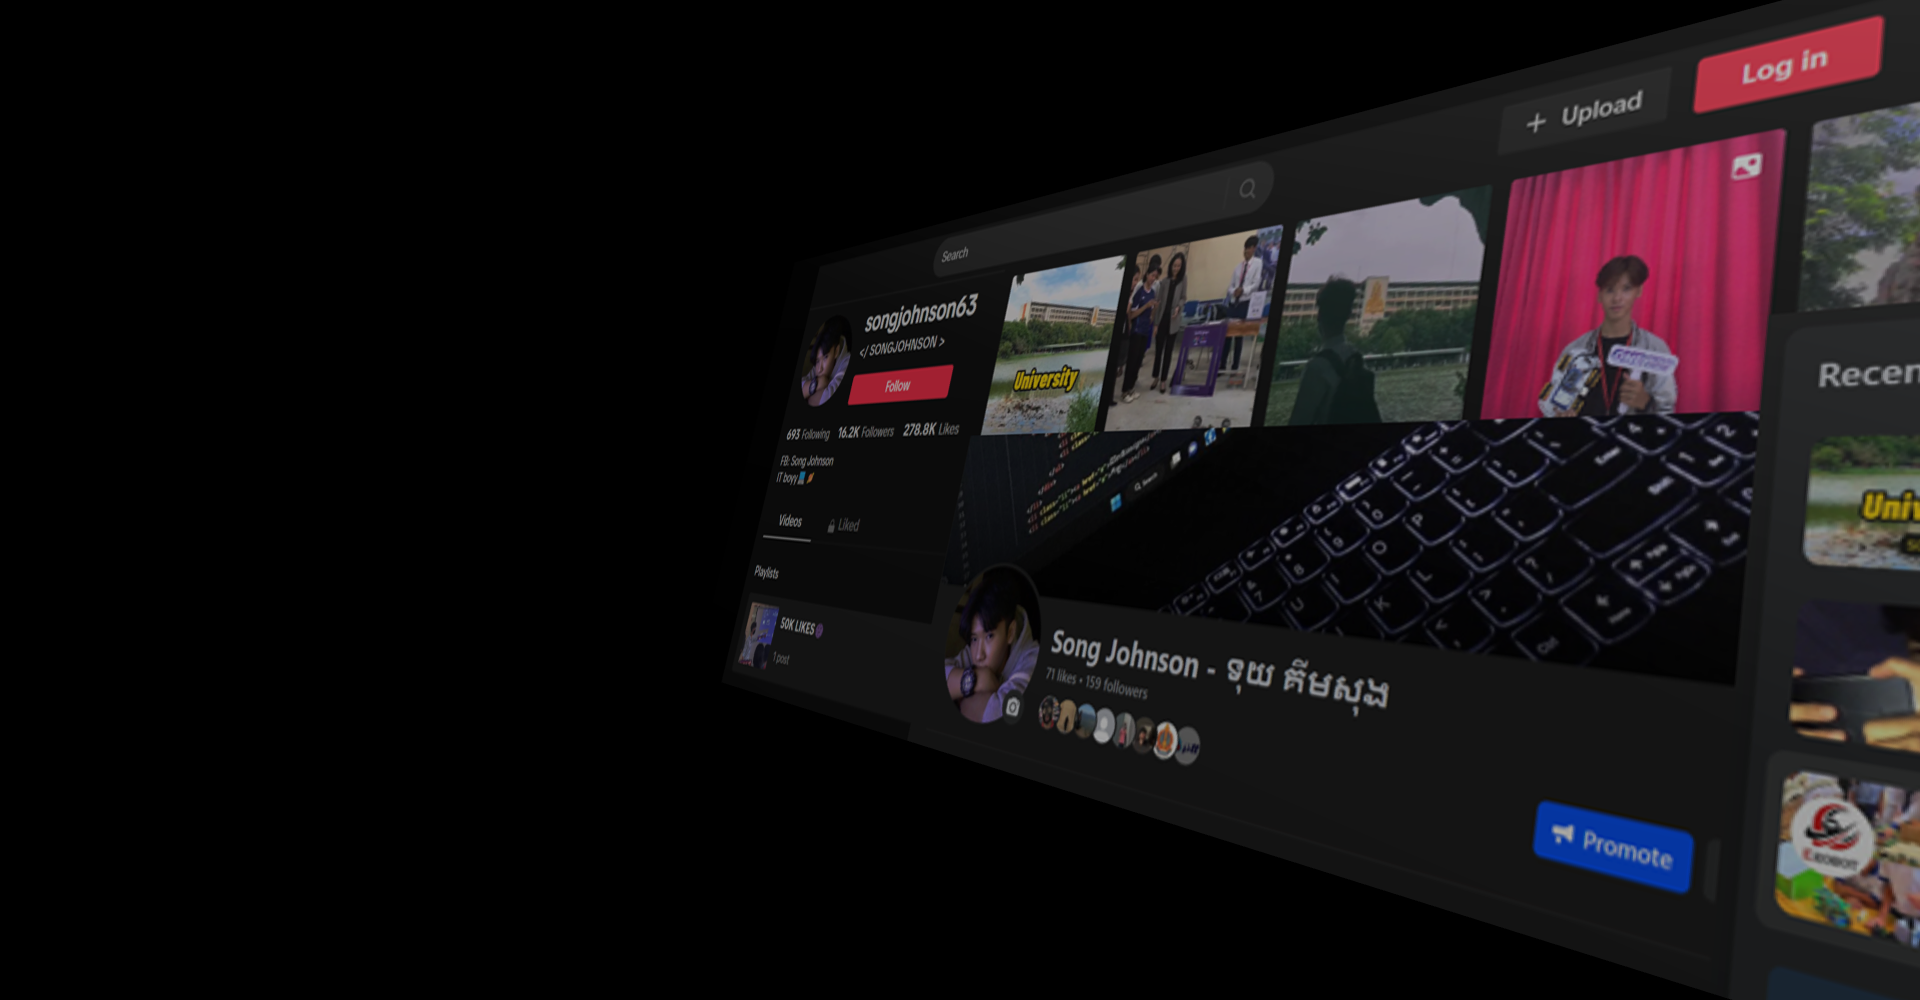 Log in
+ Upload
Search
songjohnson63
</ SONGJOHNSON >
Follow
693 Following 16.2K Followers 278.8K Likes
FB: Song Johnson
IT boyy
Videos
Liked
Playlists
50K LIKES
1 post
University
Recen
Univ
Song Johnson - ទុយ គីមសុង
71 likes • 159 followers
Promote